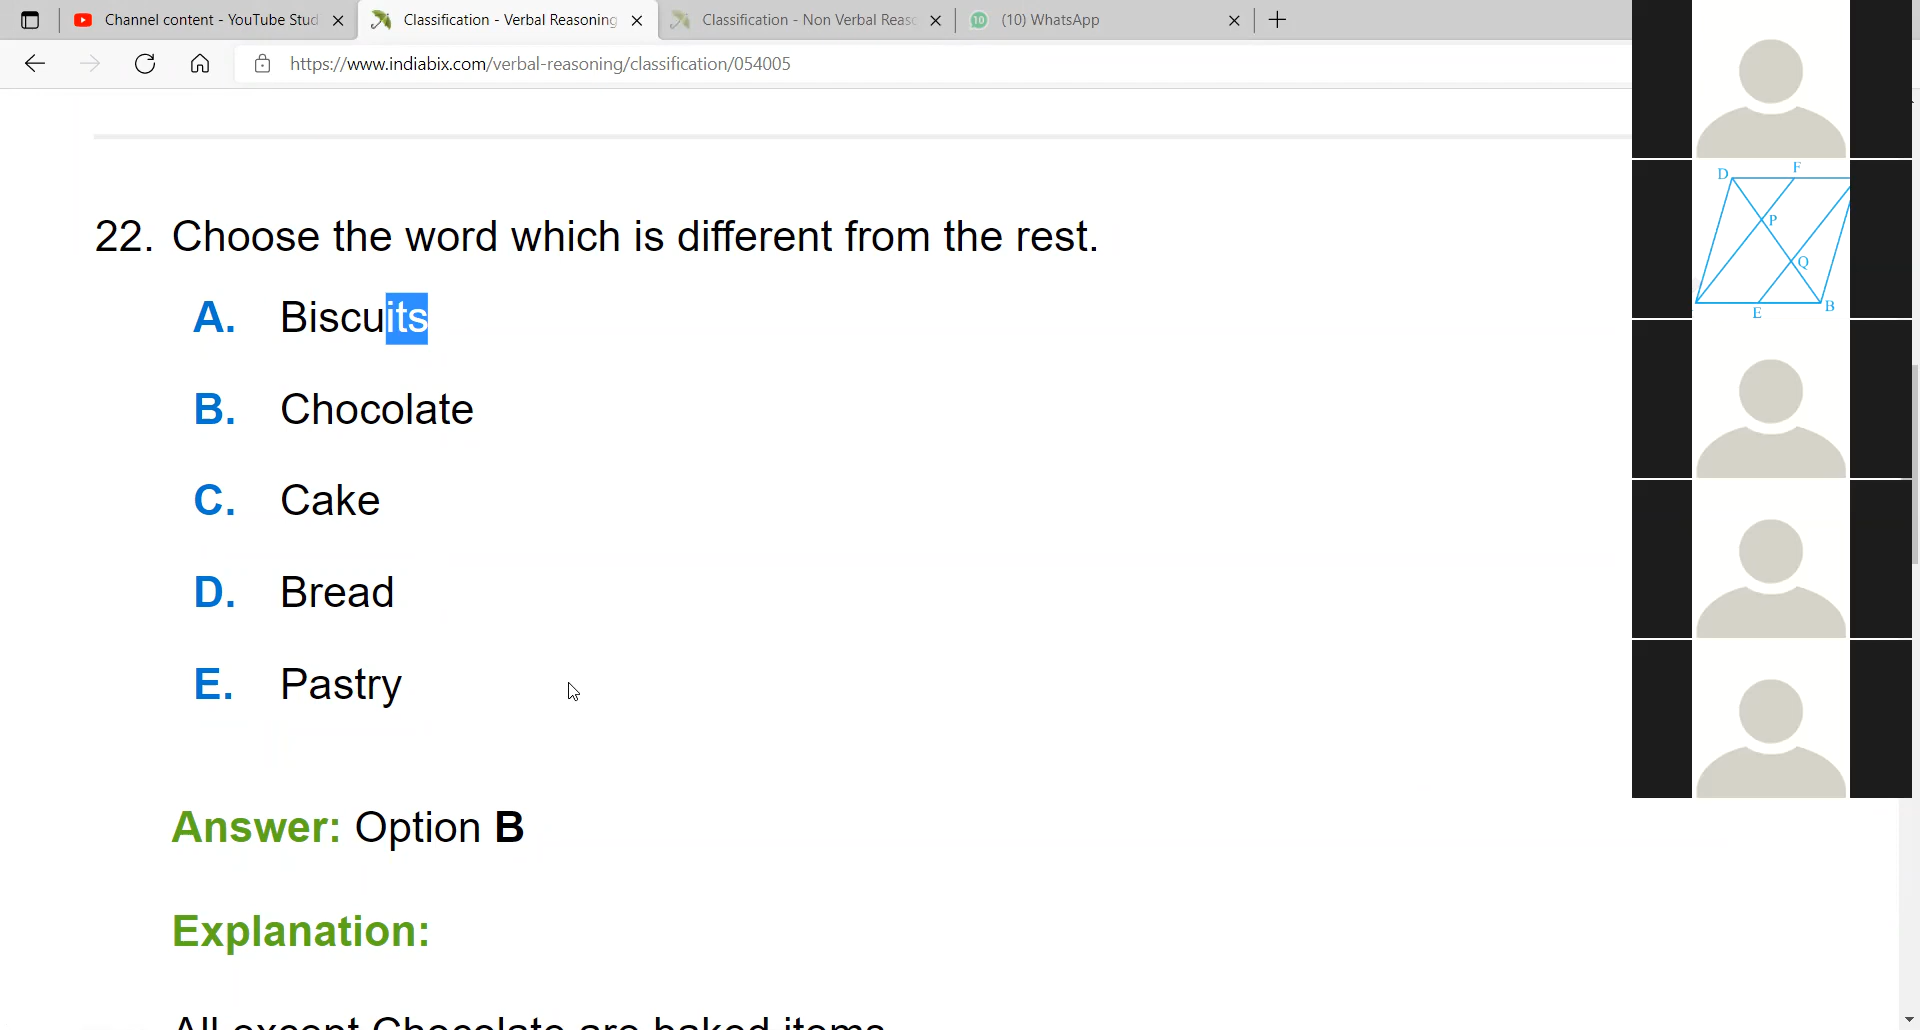 Channel content - YouTube Stud
Classification - Verbal Reasoning
Classification - Non Verbal Reaso
10 (10) WhatsApp
https://www.indiabix.com/verbal-reasoning/classification/054005
22. Choose the word which is different from the rest.
A. Biscuits
B. Chocolate
C. Cake
D. Bread
E. Pastry
Answer: Option B
Explanation:
All except Chocolate are baked items
D F
P
Q
E B